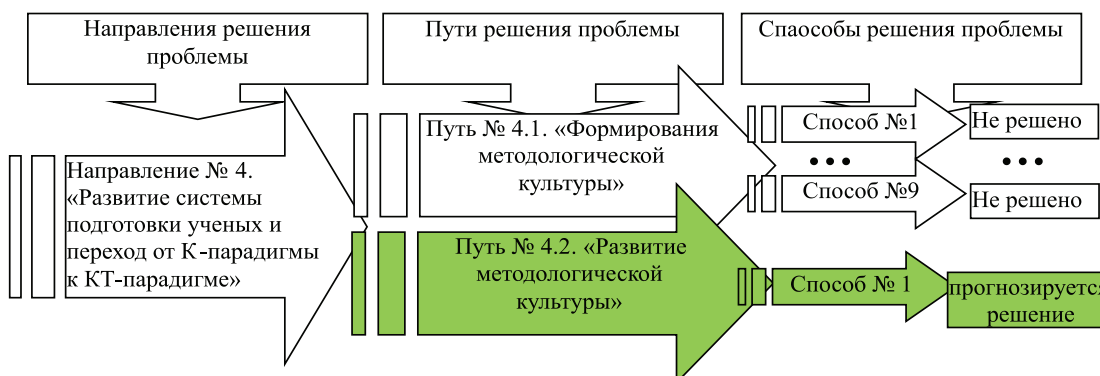 Направления решения
проблемы
Пути решения проблемы
Спаособы решения проблемы
Направление № 4.
«Развитие системы
подготовки ученых и
переход от К-парадигмы
к КТ-парадигме»
Путь № 4.1. «Формирования
методологической
культуры»
Способ №1
Не решено
• • •
• • •
Способ №9
Не решено
Путь № 4.2. «Развитие
методологической
культуры»
Способ № 1
прогнозируется
решение